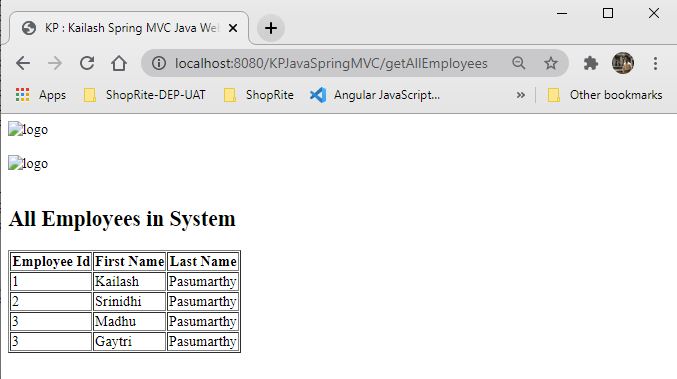 KP : Kailash Spring MVC Java Web
localhost:8080/KPJavaSpringMVC/getAllEmployees
Apps ShopRite-DEP-UAT ShopRite Angular JavaScript... » Other bookmarks
logo
logo
All Employees in System
Employee Id First Name Last Name
1 Kailash Pasumarthy
2 Srinidhi Pasumarthy
3 Madhu Pasumarthy
3 Gaytri Pasumarthy